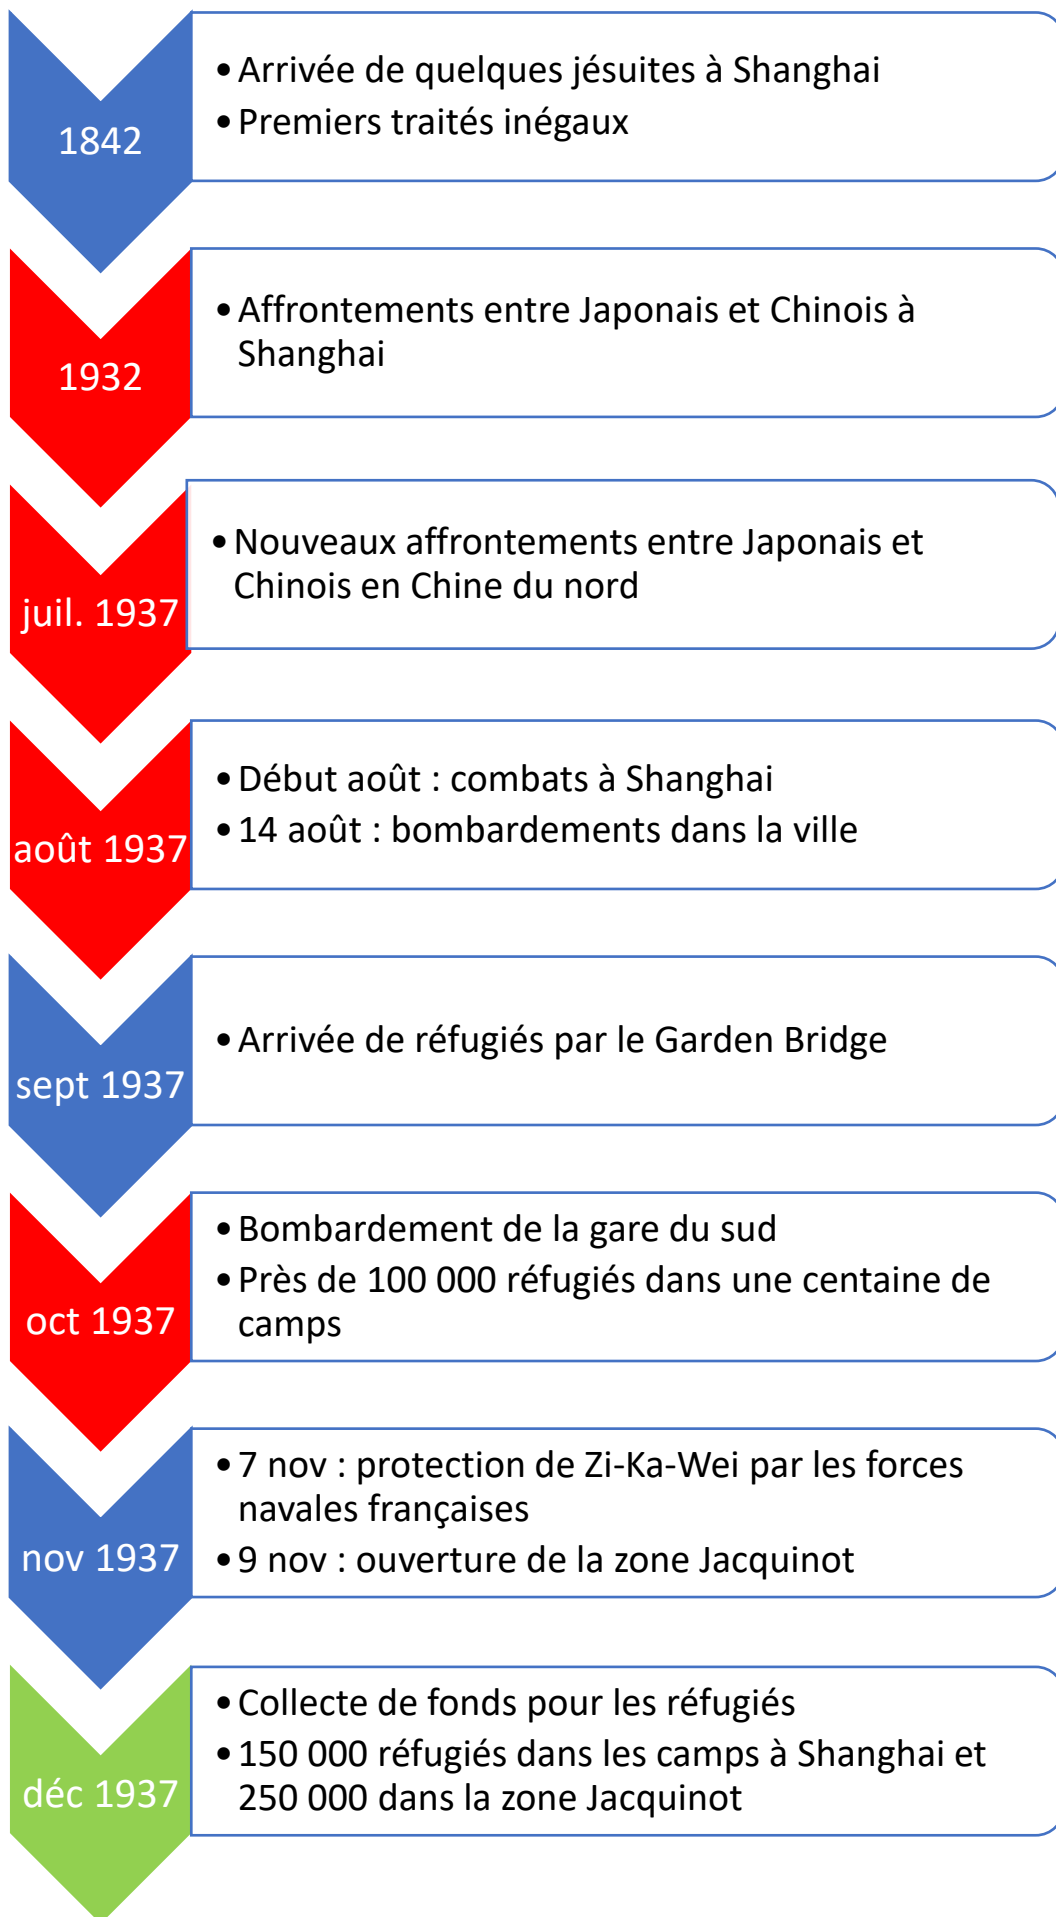 1842
• Arrivée de quelques jésuites à Shanghai
• Premiers traités inégaux
1932
• Affrontements entre Japonais et Chinois à
Shanghai
juil. 1937
• Nouveaux affrontements entre Japonais et
Chinois en Chine du nord
août 1937
• Début août : combats à Shanghai
• 14 août : bombardements dans la ville
sept 1937
• Arrivée de réfugiés par le Garden Bridge
oct 1937
• Bombardement de la gare du sud
• Près de 100 000 réfugiés dans une centaine de
camps
nov 1937
• 7 nov : protection de Zi-Ka-Wei par les forces
navales françaises
• 9 nov : ouverture de la zone Jacquinot
déc 1937
• Collecte de fonds pour les réfugiés
• 150 000 réfugiés dans les camps à Shanghai et
250 000 dans la zone Jacquinot